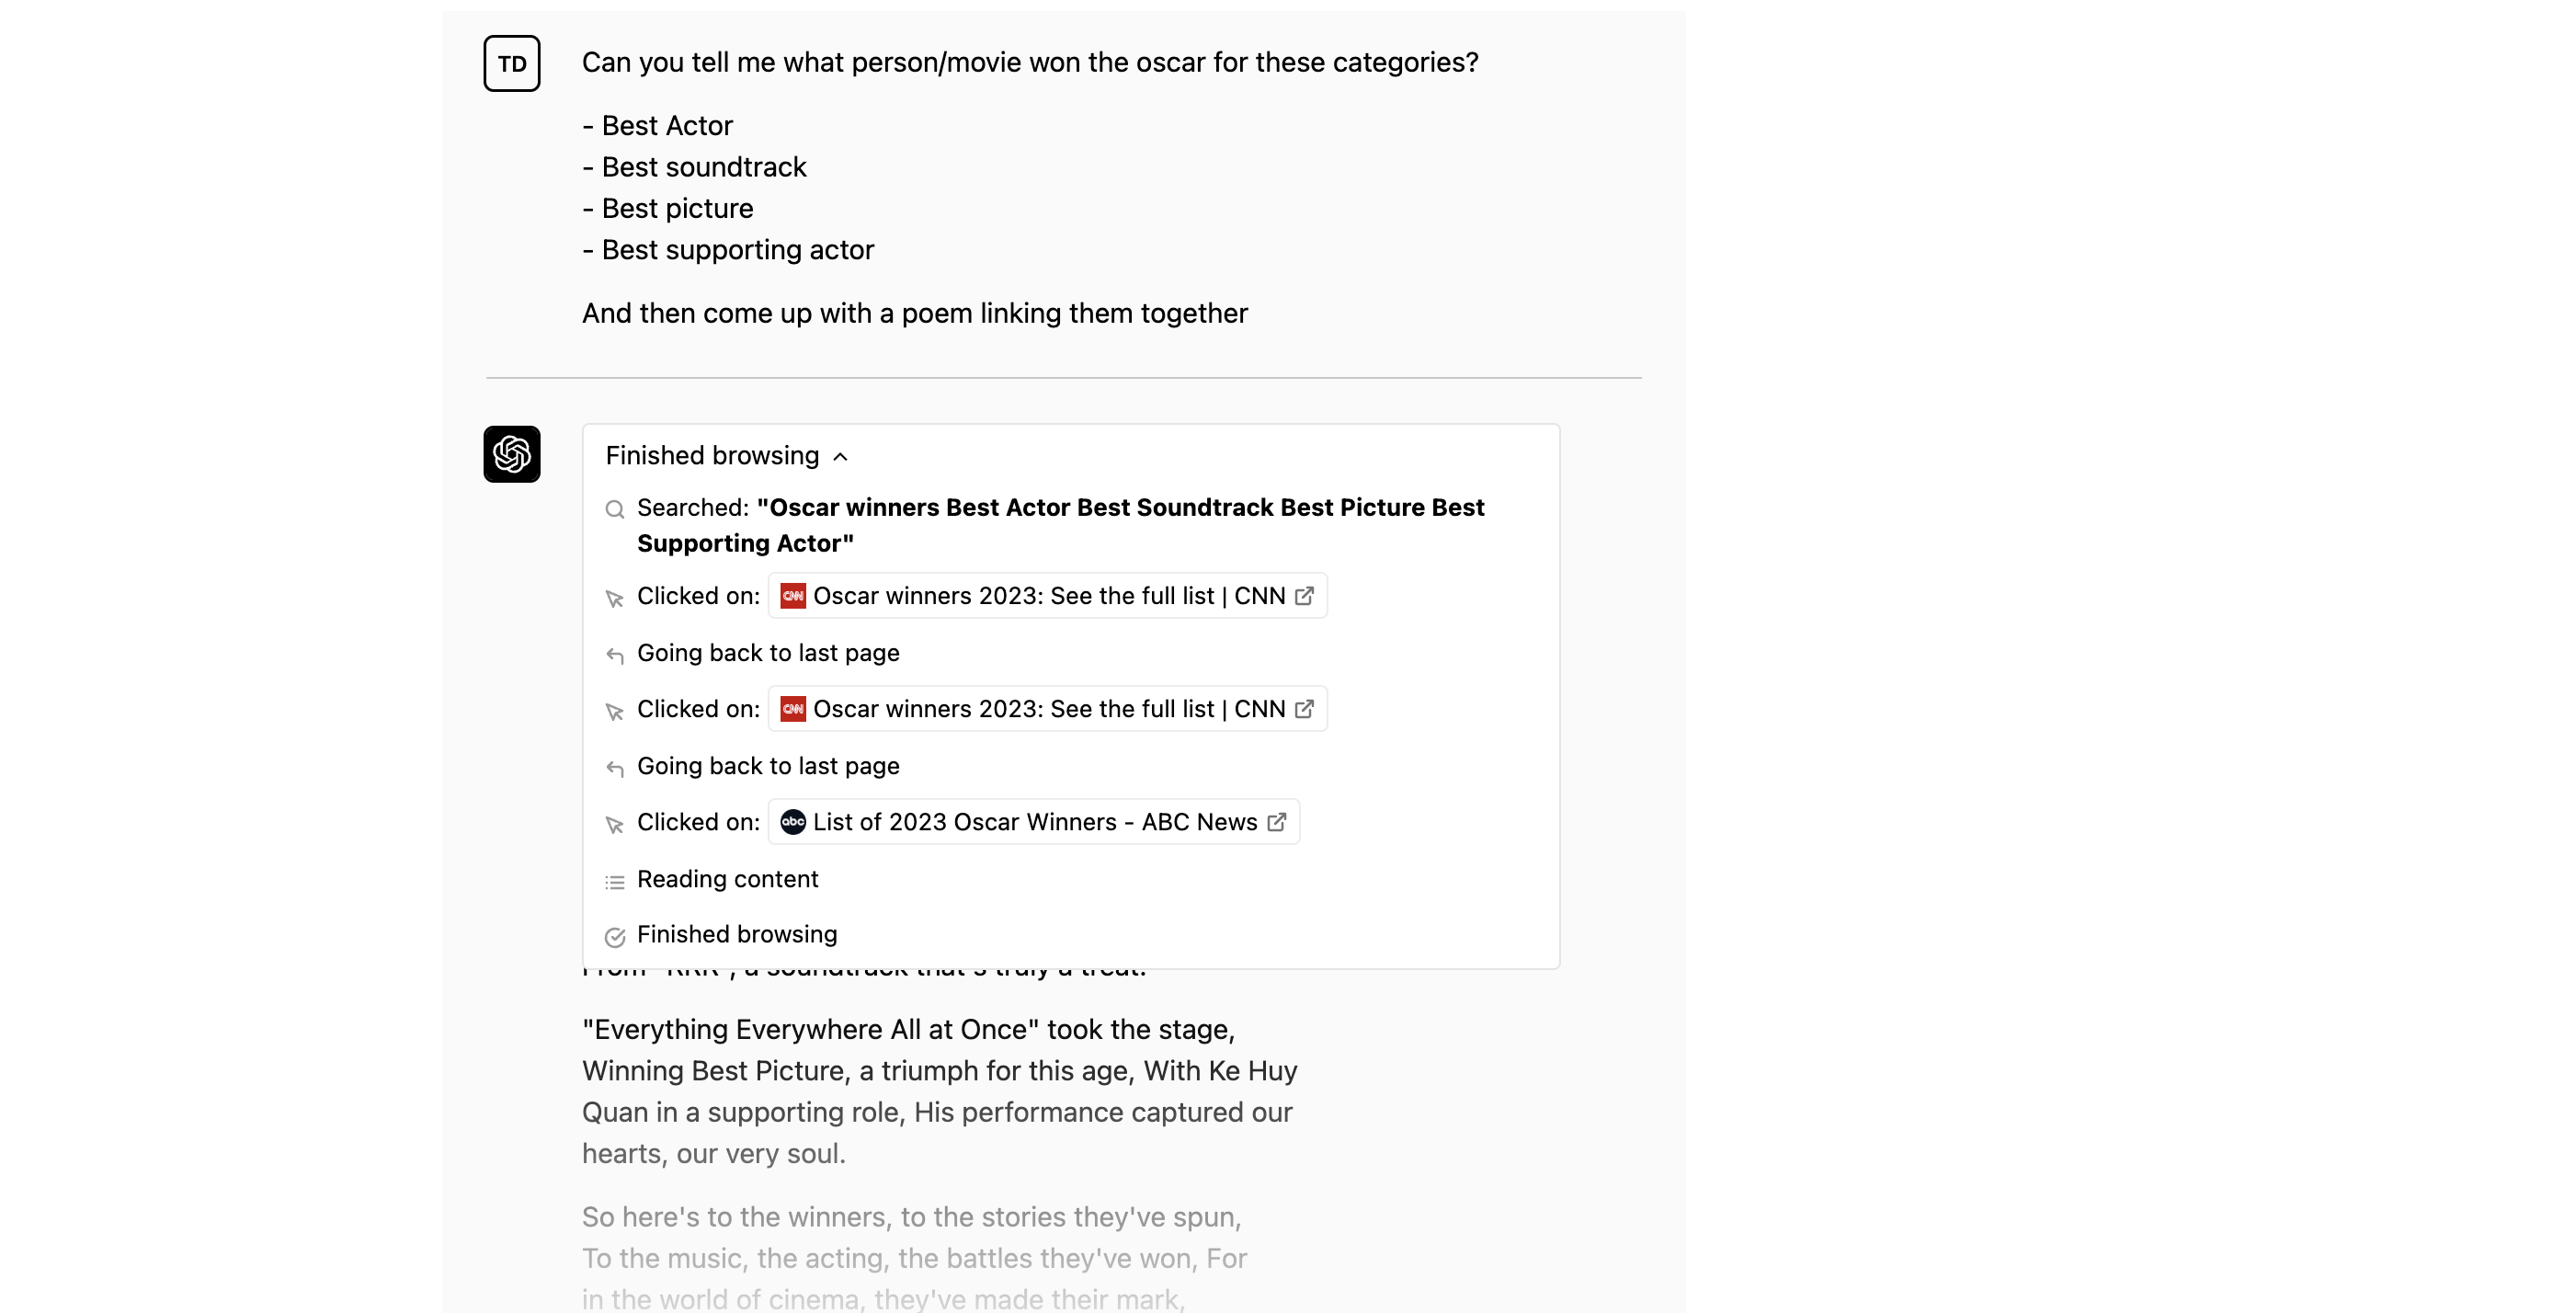 TD
Can you tell me what person/movie won the oscar for these categories?
- Best Actor
- Best soundtrack
- Best picture
- Best supporting actor
And then come up with a poem linking them together
Finished browsing
Searched: "Oscar winners Best Actor Best Soundtrack Best Picture Best
Supporting Actor"
Clicked on: CNN Oscar winners 2023: See the full list | CNN
Going back to last page
Clicked on: CNN Oscar winners 2023: See the full list | CNN
Going back to last page
Clicked on: abc List of 2023 Oscar Winners - ABC News
Reading content
Finished browsing
From "RRR", a soundtrack that's truly a treat.
"Everything Everywhere All at Once" took the stage,
Winning Best Picture, a triumph for this age, With Ke Huy
Quan in a supporting role, His performance captured our
hearts, our very soul.
So here's to the winners, to the stories they've spun,
To the music, the acting, the battles they've won, For
in the world of cinema, they've made their mark,